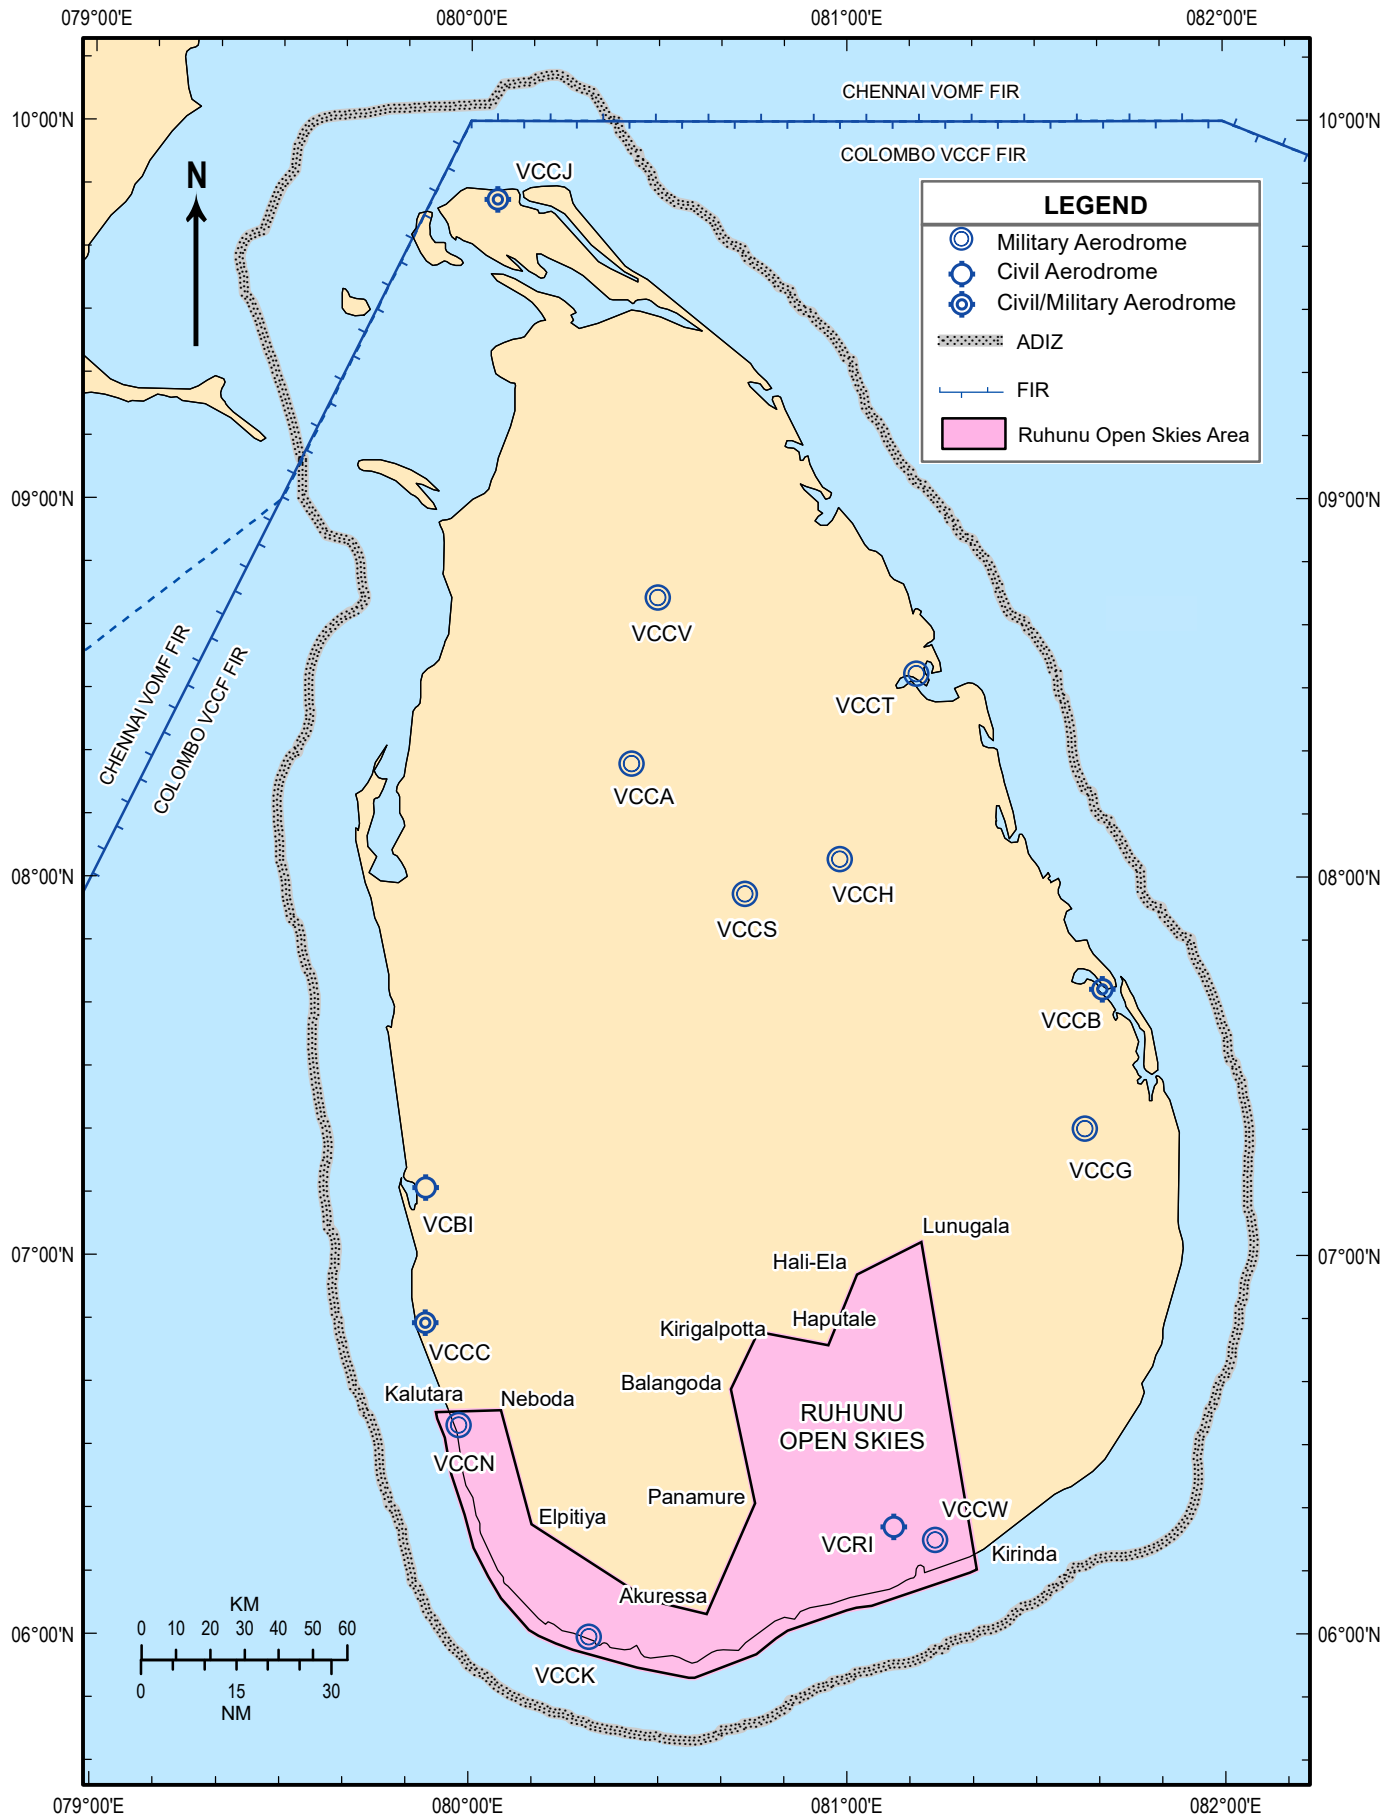 079°00'E
080°00'E
081°00'E
082°00'E
CHENNAI VOMF FIR
10°00'N
10°00'N
COLOMBO VCCF FIR
N
VCCJ
LEGEND
Military Aerodrome
Civil Aerodrome
Civil/Military Aerodrome
ADIZ
FIR
Ruhunu Open Skies Area
09°00'N
09°00'N
VCCV
CHENNAI VOMF FIR
COLOMBO VCCF FIR
VCCT
VCCA
08°00'N
08°00'N
VCCH
VCCS
VCCB
VCCG
VCBI
Lunugala
07°00'N
07°00'N
Hali-Ela
Haputale
Kirigalpotta
VCCC
Balangoda
Kalutara
Neboda
RUHUNU
OPEN SKIES
VCCN
Panamure
VCCW
Elpitiya
VCRI
Kirinda
Akuressa
KM
0 10 20 30 40 50 60
06°00'N
06°00'N
VCCK
0 15 30
NM
079°00'E
080°00'E
081°00'E
082°00'E